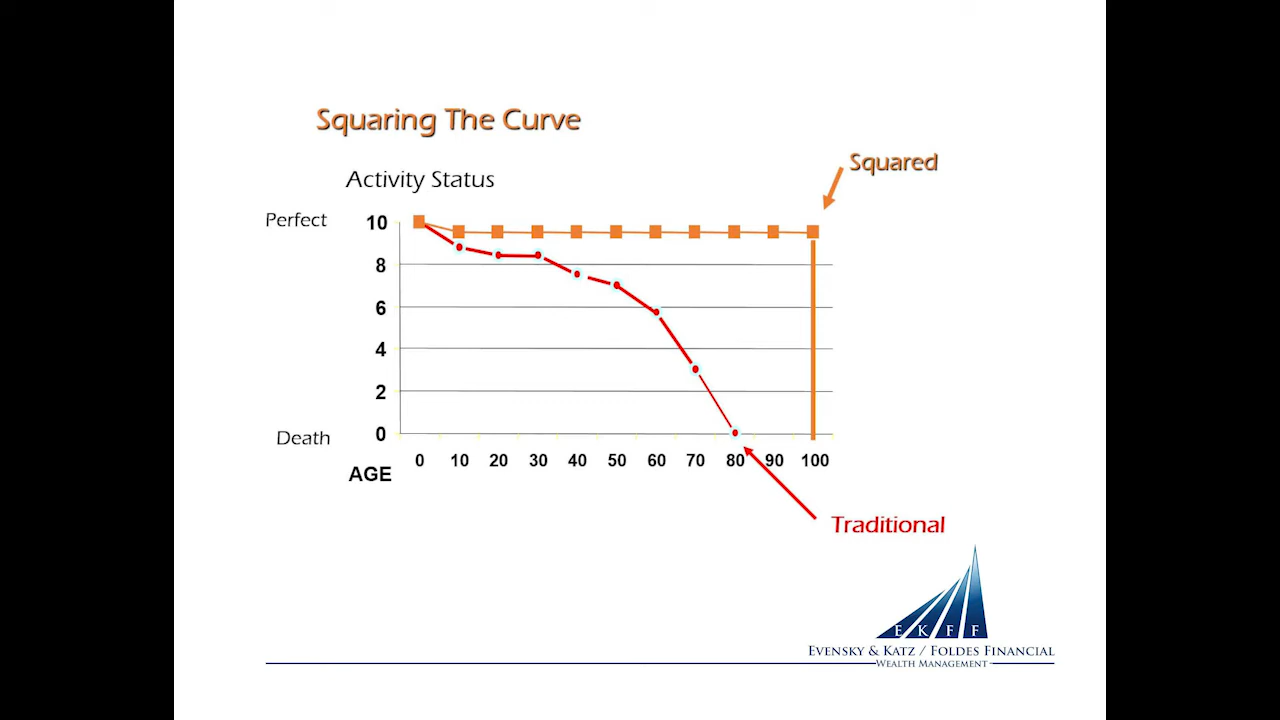 Squaring The Curve
Squared
Activity Status
Perfect
10
8
6
4
2
Death
0
0 10 20 30 40 50 60 70 80 90 100
AGE
Traditional
E K F F
EVENSKY & KATZ / FOLDES FINANCIAL
WEALTH MANAGEMENT